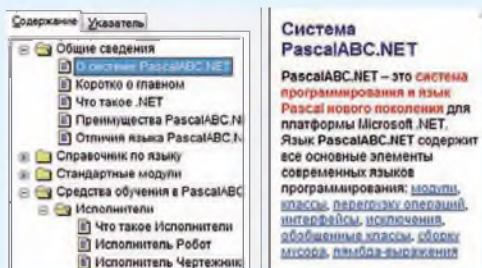 Содержание Указатель
Общие сведения
О системе PascalABC.NET
Коротко о главном
Что такое .NET
Преимущества PascalABC.N
Отличия языка PascalABC.N
Справочник по языку
Стандартные модули
Средства обучения в PascalABC
Исполнители
Что такое Исполнители
Исполнитель Робот
Исполнитель Чертежник
Система
PascalABC.NET
PascalABC.NET – это система
программирования и язык
Pascal нового поколения для
платформы Microsoft .NET.
Язык PascalABC.NET содержит
все основные элементы
современных языков
программирования: модули,
классы, перегрузку операций,
интерфейсы, исключения,
обобщенные классы, сборку
мусора, лямбда-выражения